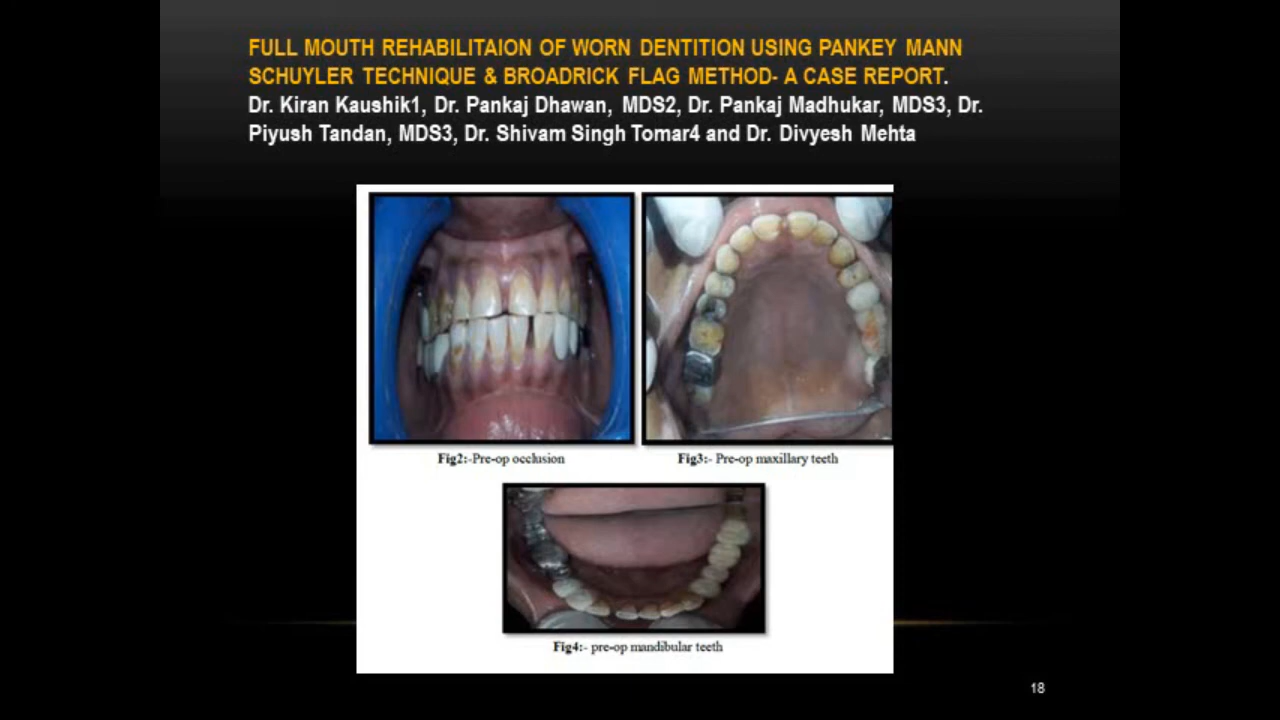 FULL MOUTH REHABILITAION OF WORN DENTITION USING PANKEY MANN
SCHUYLER TECHNIQUE & BROADRICK FLAG METHOD- A CASE REPORT.
Dr. Kiran Kaushik1, Dr. Pankaj Dhawan, MDS2, Dr. Pankaj Madhukar, MDS3, Dr.
Piyush Tandan, MDS3, Dr. Shivam Singh Tomar4 and Dr. Divyesh Mehta
Fig2:-Pre-op occlusion
Fig3:- Pre-op maxillary teeth
Fig4:- pre-op mandibular teeth
18